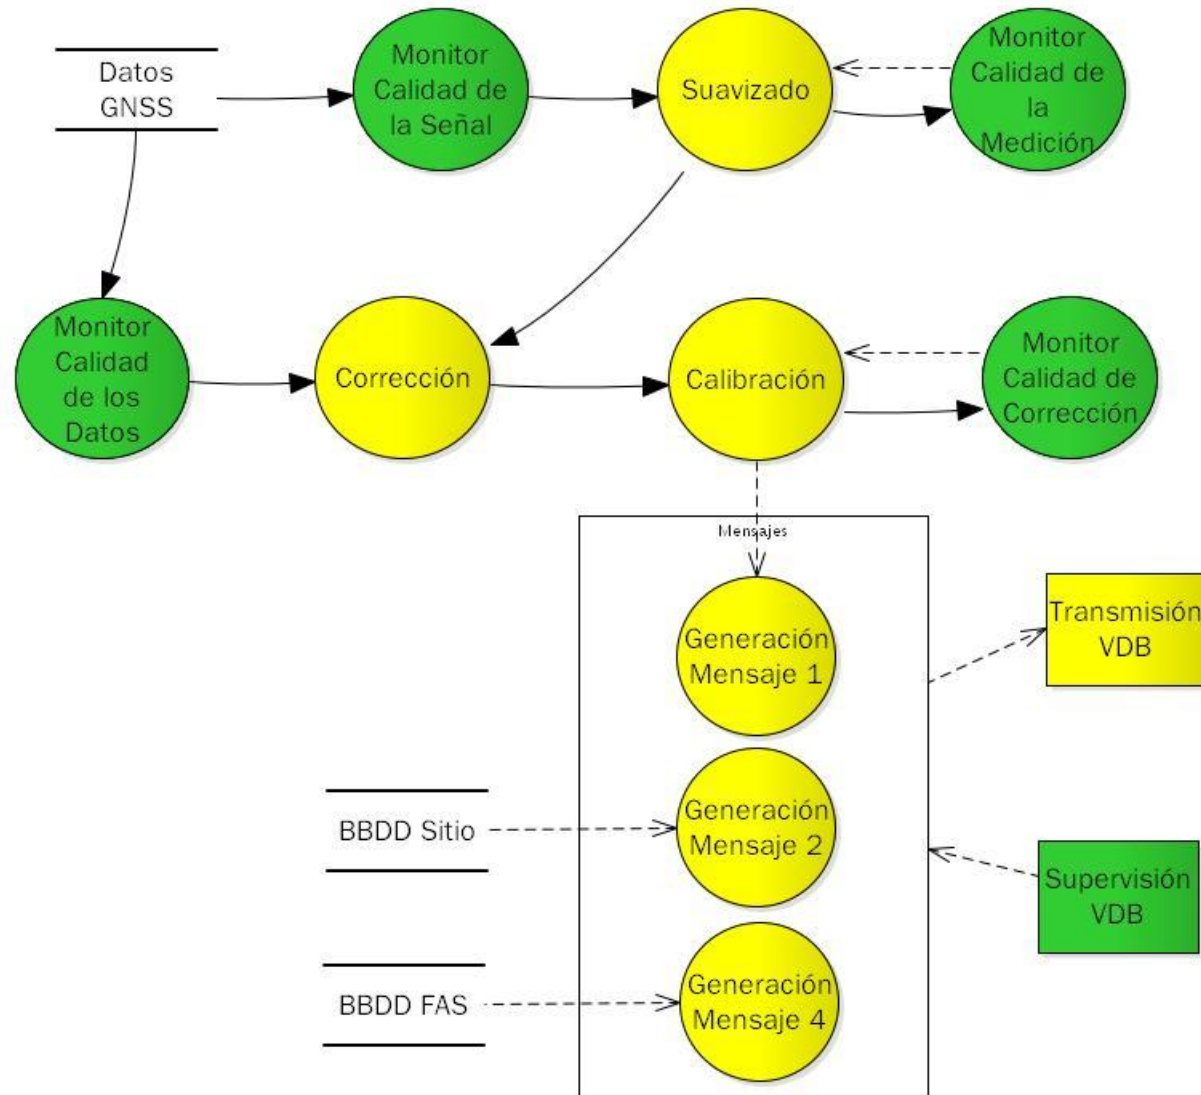 Datos
GNSS
Monitor
Calidad de
la Señal
Suavizado
Monitor
Calidad de
la
Medición
Monitor
Calidad
de los
Datos
Corrección
Calibración
Monitor
Calidad de
Corrección
Mensajes
Generación
Mensaje 1
Transmisión
VDB
BBDD Sitio
Generación
Mensaje 2
Supervisión
VDB
BBDD FAS
Generación
Mensaje 4